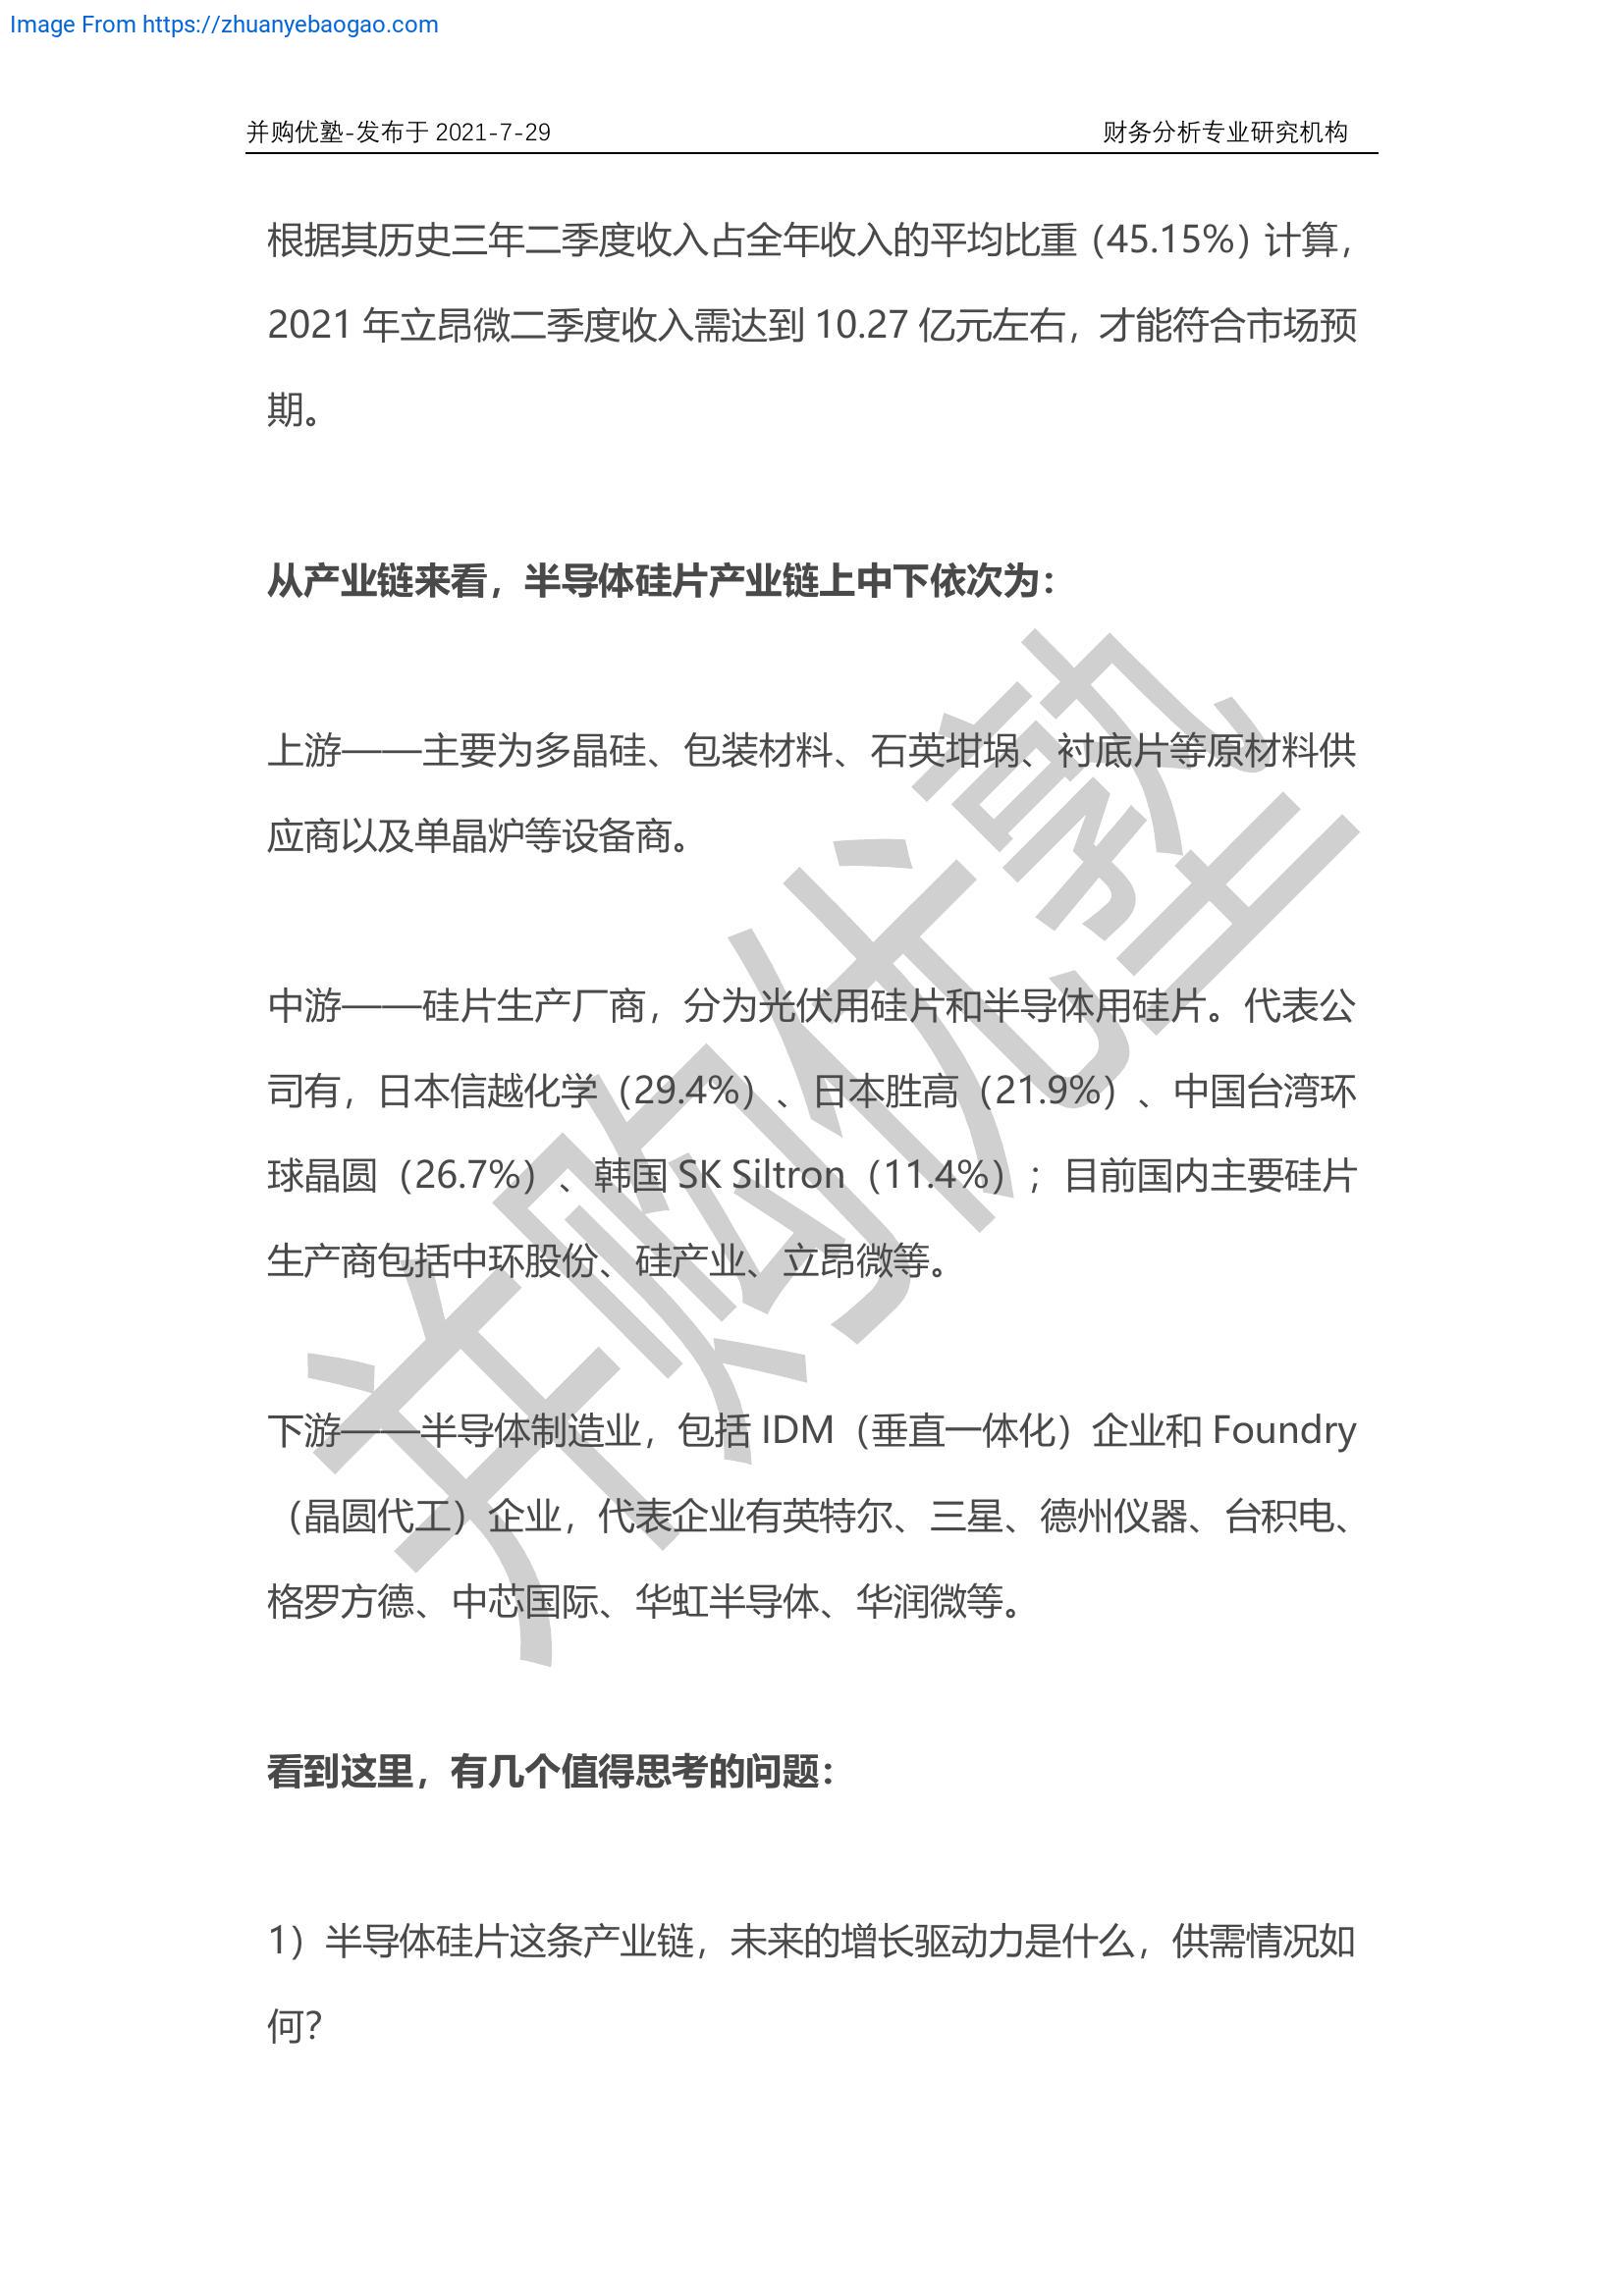 Image From https://zhuanyebaogao.com
并购优塾-发布于 2021-7-29 财务分析专业研究机构
根据其历史三年二季度收入占全年收入的平均比重（45.15%）计算，
2021 年立昂微二季度收入需达到 10.27 亿元左右，才能符合市场预
期。
从产业链来看，半导体硅片产业链上中下依次为：
上游——主要为多晶硅、包装材料、石英坩埚、衬底片等原材料供
应商以及单晶炉等设备商。
中游——硅片生产厂商，分为光伏用硅片和半导体用硅片。代表公
司有，日本信越化学（29.4%）、日本胜高（21.9%）、中国台湾环
球晶圆（26.7%）、韩国 SK Siltron（11.4%）；目前国内主要硅片
生产商包括中环股份、硅产业、立昂微等。
下游——半导体制造业，包括 IDM（垂直一体化）企业和 Foundry
（晶圆代工）企业，代表企业有英特尔、三星、德州仪器、台积电、
格罗方德、中芯国际、华虹半导体、华润微等。
看到这里，有几个值得思考的问题：
1）半导体硅片这条产业链，未来的增长驱动力是什么，供需情况如
何？
并购优塾